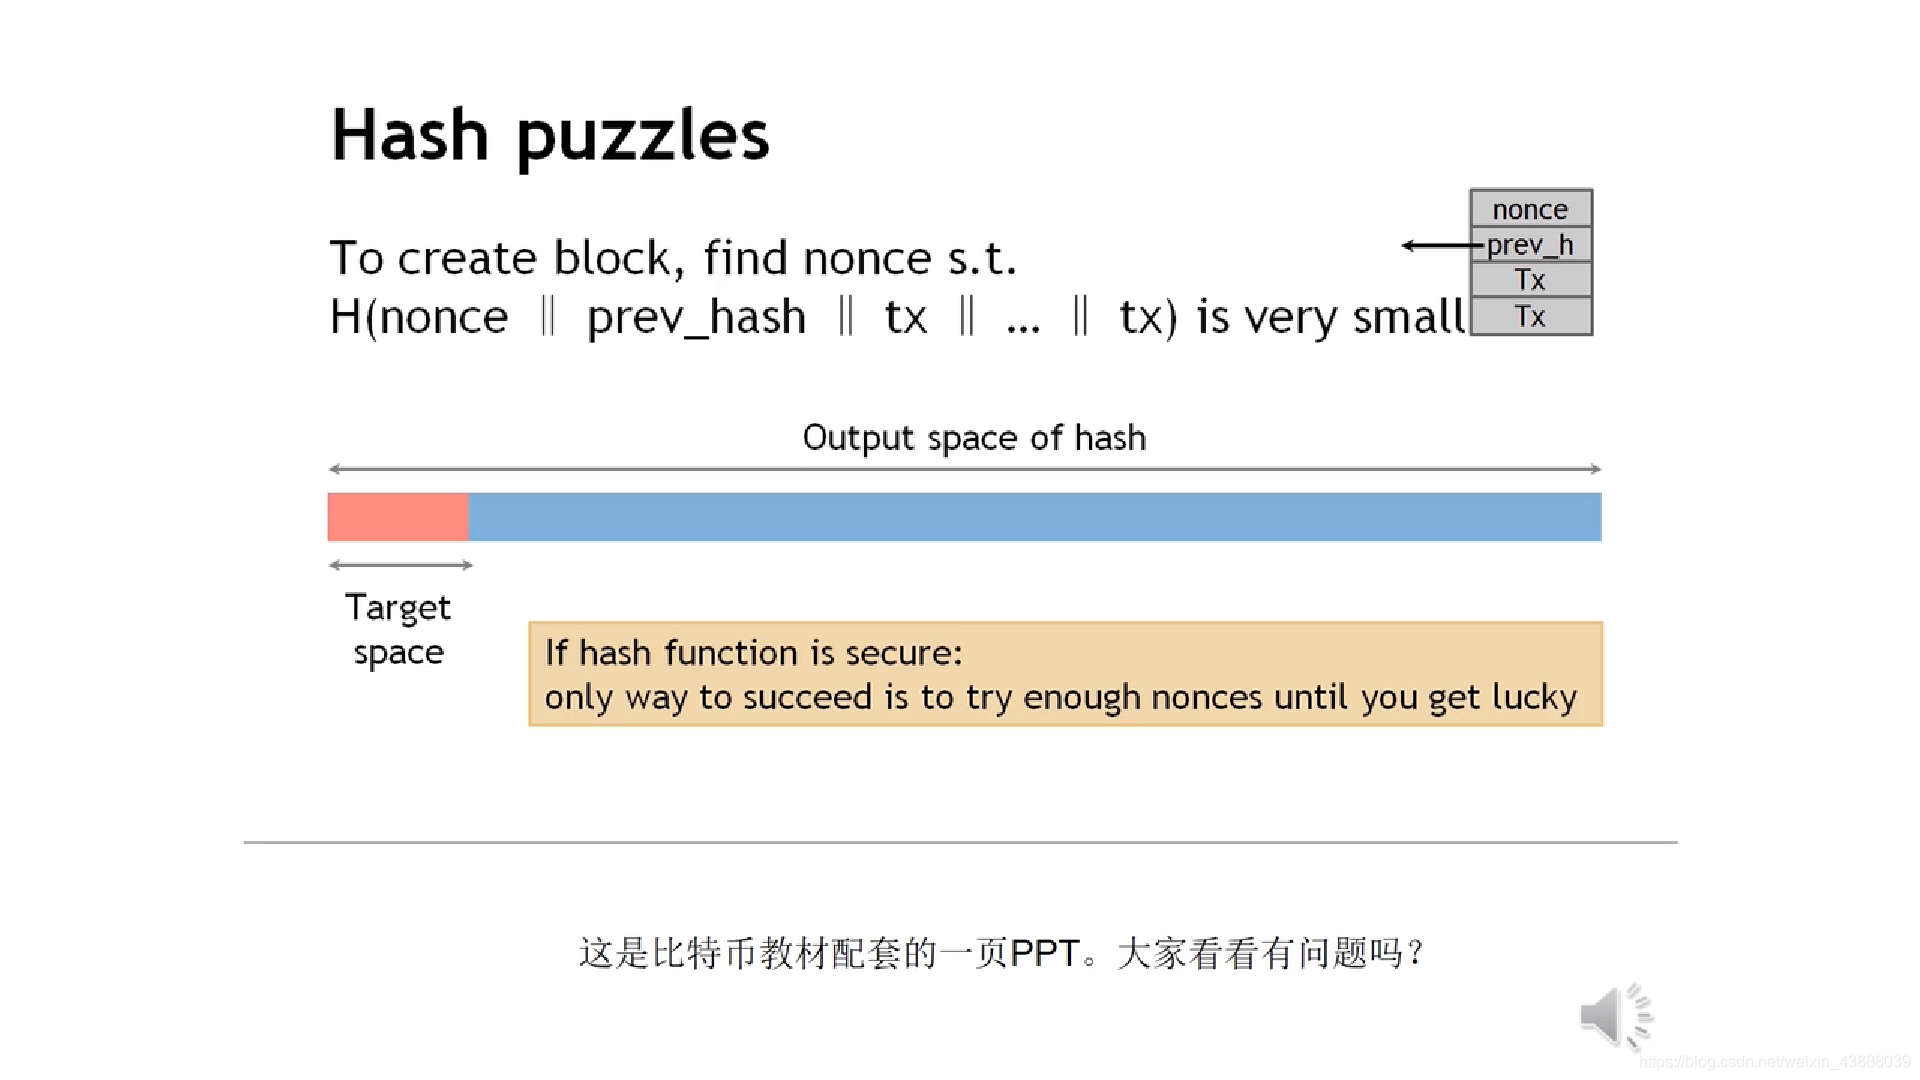 Hash puzzles
nonce
prev_h
Tx
Tx
To create block, find nonce s.t.
H(nonce ‖ prev_hash ‖ tx ‖ ... ‖ tx) is very small
Output space of hash
Target
space
If hash function is secure:
only way to succeed is to try enough nonces until you get lucky
这是比特币教材配套的一页PPT。大家看看有问题吗？
https://blog.csdn.net/weixin_43888039